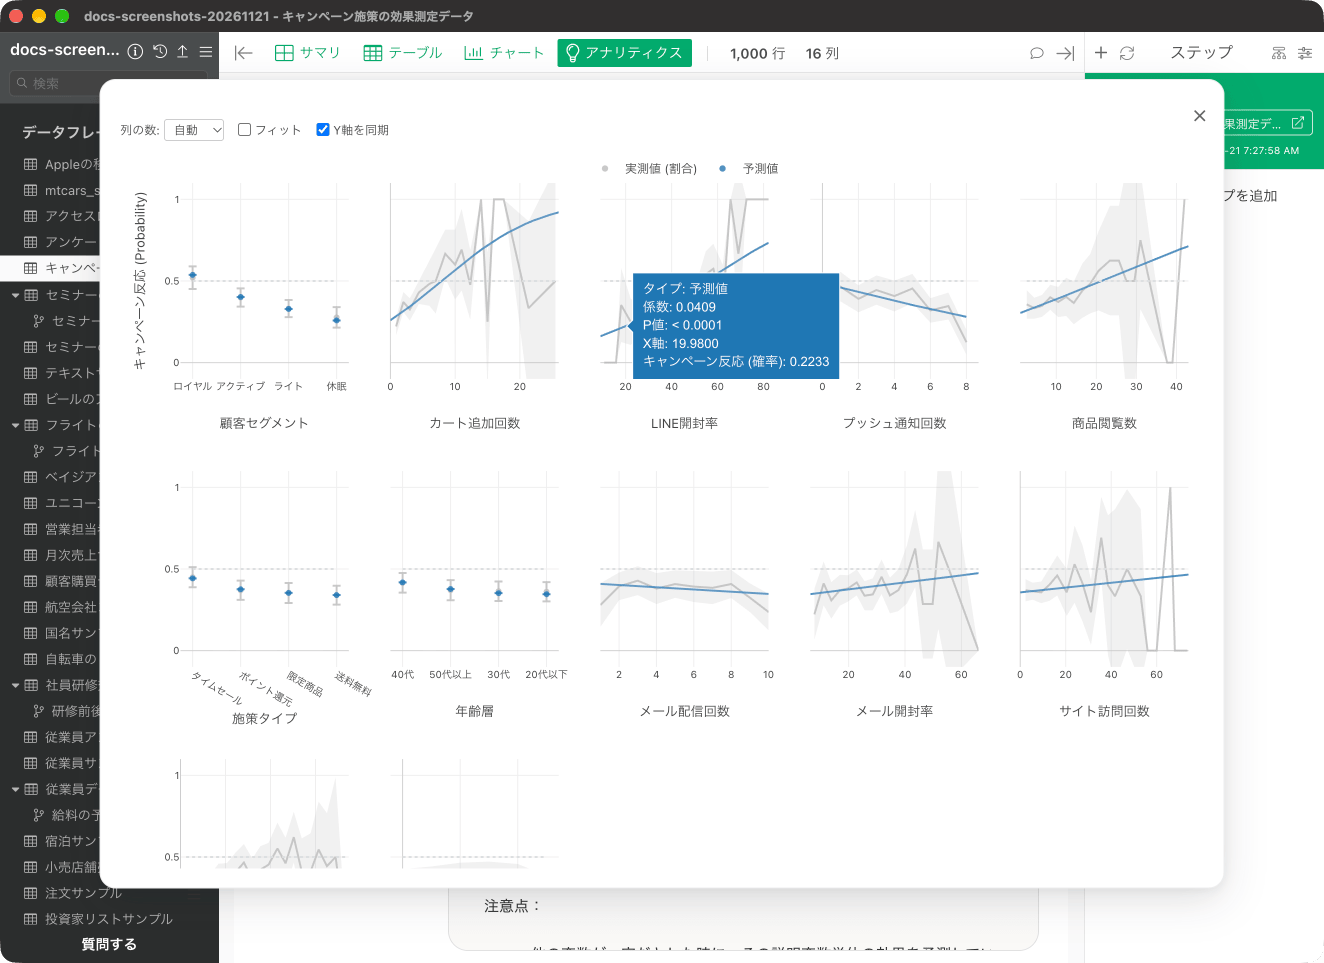 docs-screenshots-20261121 - キャンペーン施策の効果測定データ
docs-screen...
サマリ
テーブル
チャート
アナリティクス
1,000 行
16 列
ステップ
検索
データフレー
Appleの
mtcars_s
アクセス
アンケー
キャンペ
セミナー
セミナー
セミナー
テキスト
ビールの
フライト
フライト
ベイジア
ユニコー
営業担当
月次売上
顧客購買
航空会社
国名サン
自転車の
社員研修
研修前後
従業員ア
従業員サ
従業員デ
給料の予
宿泊サン
小売店舗
注文サンプル
投資家リストサンプル
質問する
果測定デ...
-21 7:27:58 AM
プを追加
列の数:
自動
フィット
Y軸を同期
実測値 (割合)
予測値
キャンペーン反応 (Probability)
1
0.5
0
ロイヤル アクティブ ライト 休眠
顧客セグメント
0 10 20
カート追加回数
20 40 60 80
LINE開封率
タイプ: 予測値
係数: 0.0409
P値: < 0.0001
X軸: 19.9800
キャンペーン反応 (確率): 0.2233
0 2 4 6 8
プッシュ通知回数
10 20 30 40
商品閲覧数
1
0.5
0
タイムセール ポイント還元 限定商品 送料無料
施策タイプ
40代 50代以上 30代 20代以下
年齢層
2 4 6 8 10
メール配信回数
20 40 60
メール開封率
0 20 40 60
サイト訪問回数
1
0.5
注意点：